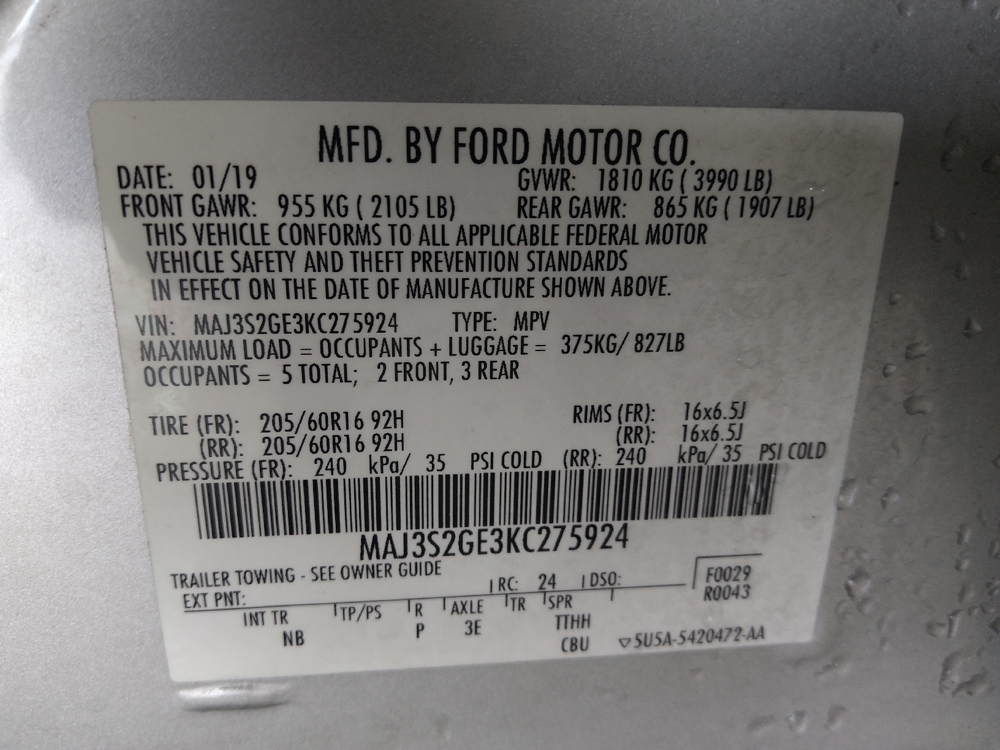 MFD. BY FORD MOTOR CO.
DATE: 01/19 GVWR: 1810 KG ( 3990 LB)
FRONT GAWR: 955 KG ( 2105 LB) REAR GAWR: 865 KG ( 1907 LB)
THIS VEHICLE CONFORMS TO ALL APPLICABLE FEDERAL MOTOR
VEHICLE SAFETY AND THEFT PREVENTION STANDARDS
IN EFFECT ON THE DATE OF MANUFACTURE SHOWN ABOVE.
VIN: MAJ3S2GE3KC275924 TYPE: MPV
MAXIMUM LOAD = OCCUPANTS + LUGGAGE = 375KG/ 827LB
OCCUPANTS = 5 TOTAL; 2 FRONT, 3 REAR
TIRE (FR): 205/60R16 92H RIMS (FR): 16x6.5J
(RR): 205/60R16 92H (RR): 16x6.5J
PRESSURE (FR): 240 kPa/ 35 PSI COLD (RR): 240 kPa/ 35 PSI COLD
MAJ3S2GE3KC275924
TRAILER TOWING - SEE OWNER GUIDE
EXT PNT: RC: 24 DSO: F0029
R0043
INT TR TP/PS R AXLE TR SPR
NB P 3E TTHH
CBU ▽5U5A-5420472-AA